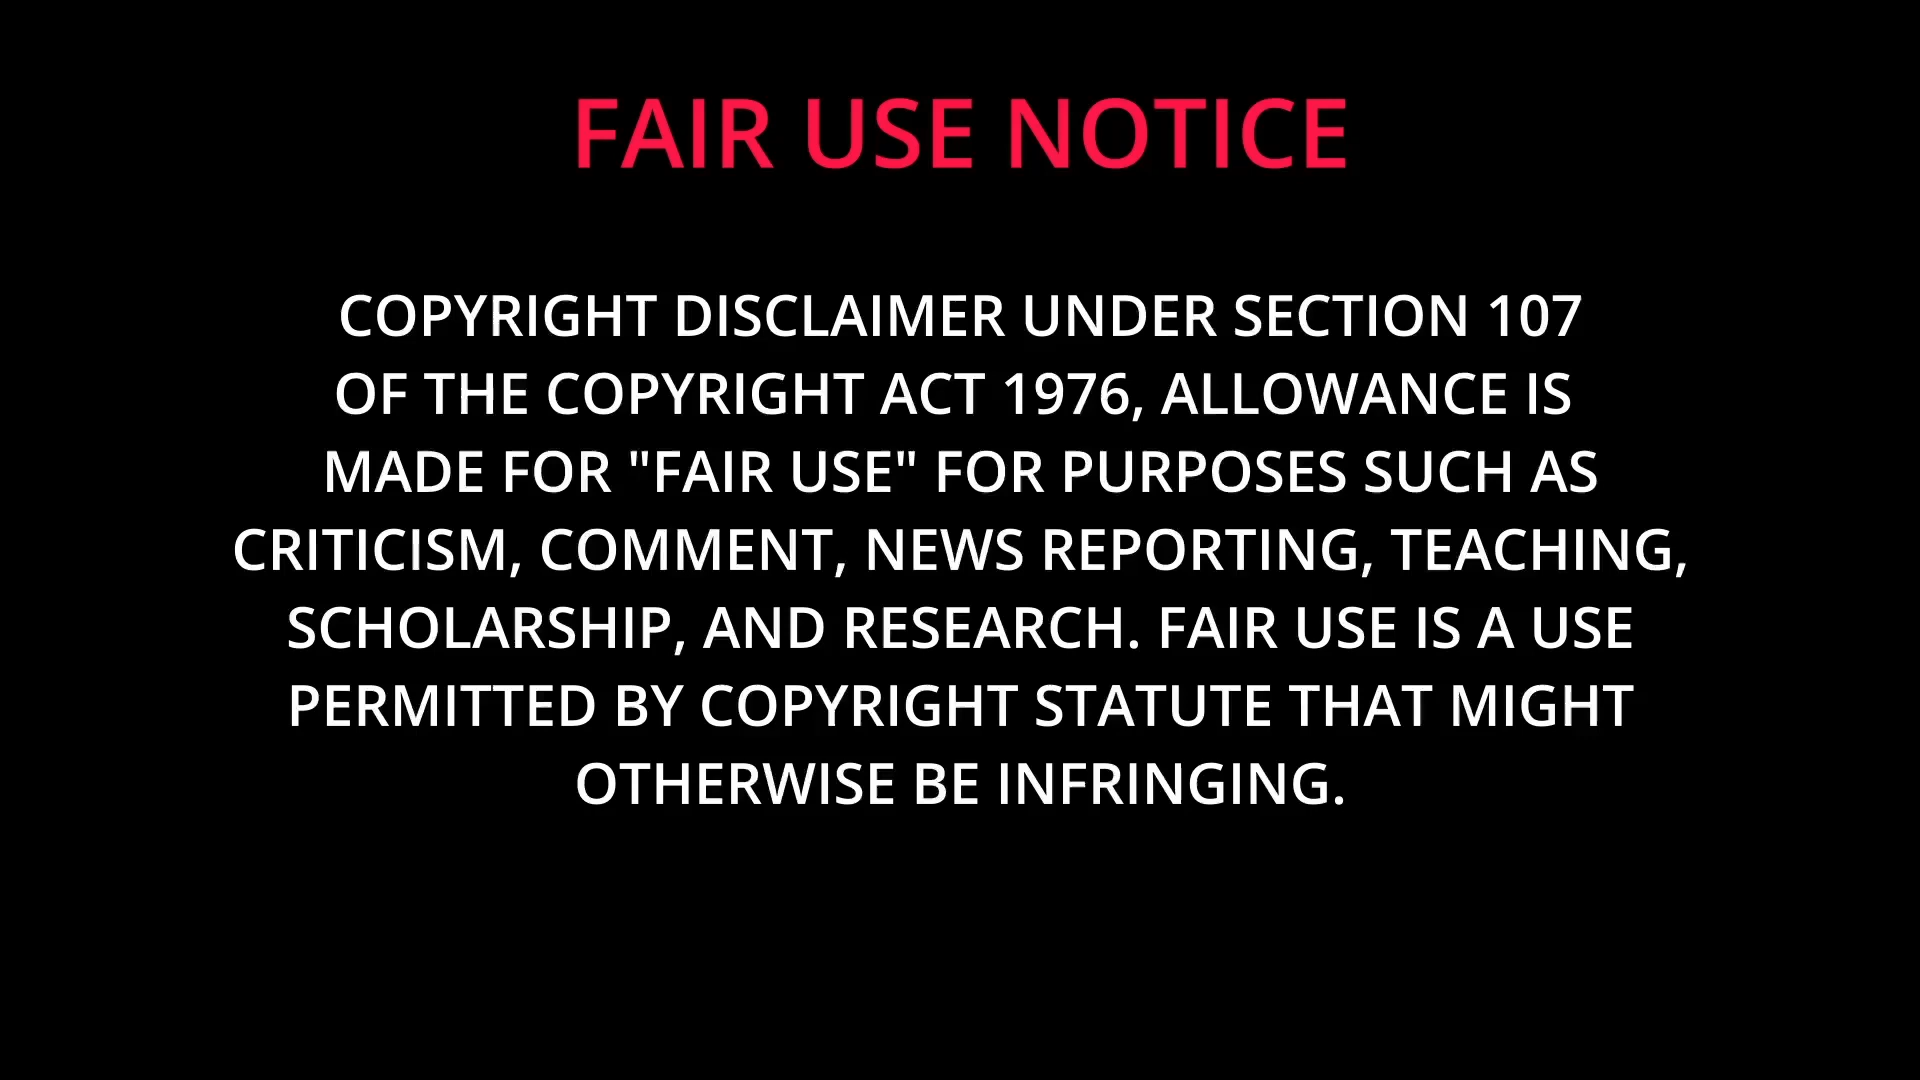 FAIR USE NOTICE
COPYRIGHT DISCLAIMER UNDER SECTION 107
OF THE COPYRIGHT ACT 1976, ALLOWANCE IS
MADE FOR "FAIR USE" FOR PURPOSES SUCH AS
CRITICISM, COMMENT, NEWS REPORTING, TEACHING,
SCHOLARSHIP, AND RESEARCH. FAIR USE IS A USE
PERMITTED BY COPYRIGHT STATUTE THAT MIGHT
OTHERWISE BE INFRINGING.